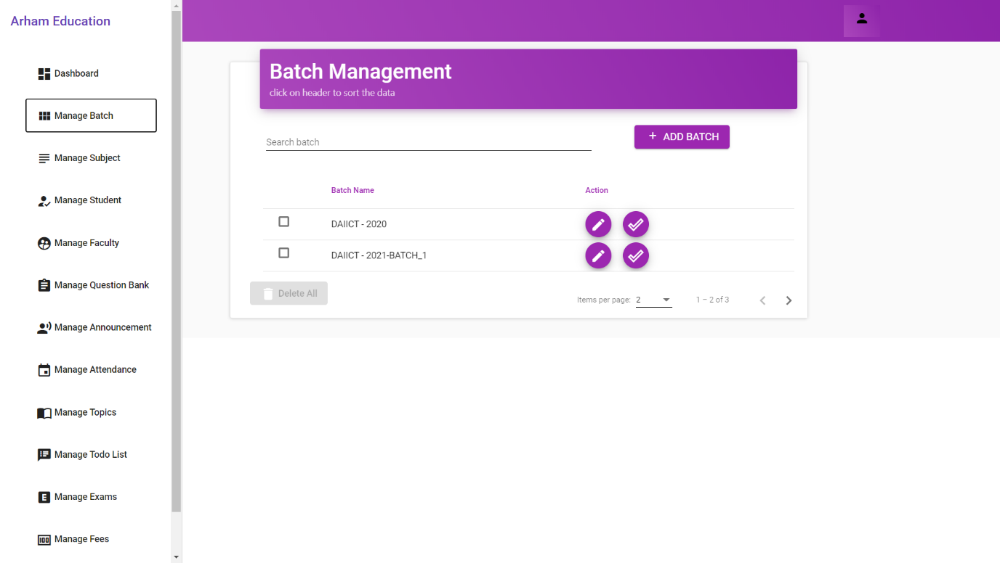 Arham Education
Dashboard
Manage Batch
Manage Subject
Manage Student
Manage Faculty
Manage Question Bank
Manage Announcement
Manage Attendance
Manage Topics
Manage Todo List
Manage Exams
Manage Fees
Batch Management
click on header to sort the data
Search batch
+ ADD BATCH
Batch Name Action
DAIICT - 2020
DAIICT - 2021-BATCH_1
Delete All
Items per page: 2 1 – 2 of 3